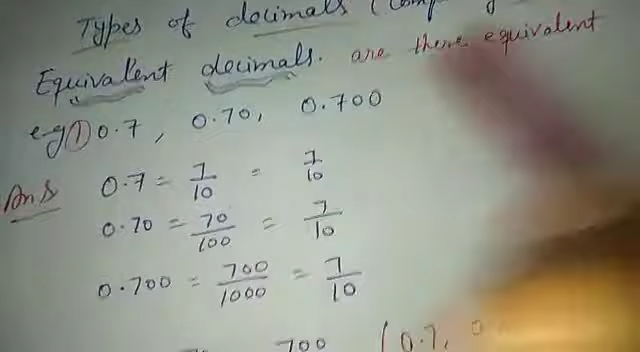 Types of decimals (
Equivalent decimals. are there equivalent
e-g ① 0.7, 0.70, 0.700
Ans 0.7 = 7/10 = 7/10
0.70 = 70/100 = 7/10
0.700 = 700/1000 = 7/10
700 (0.7,